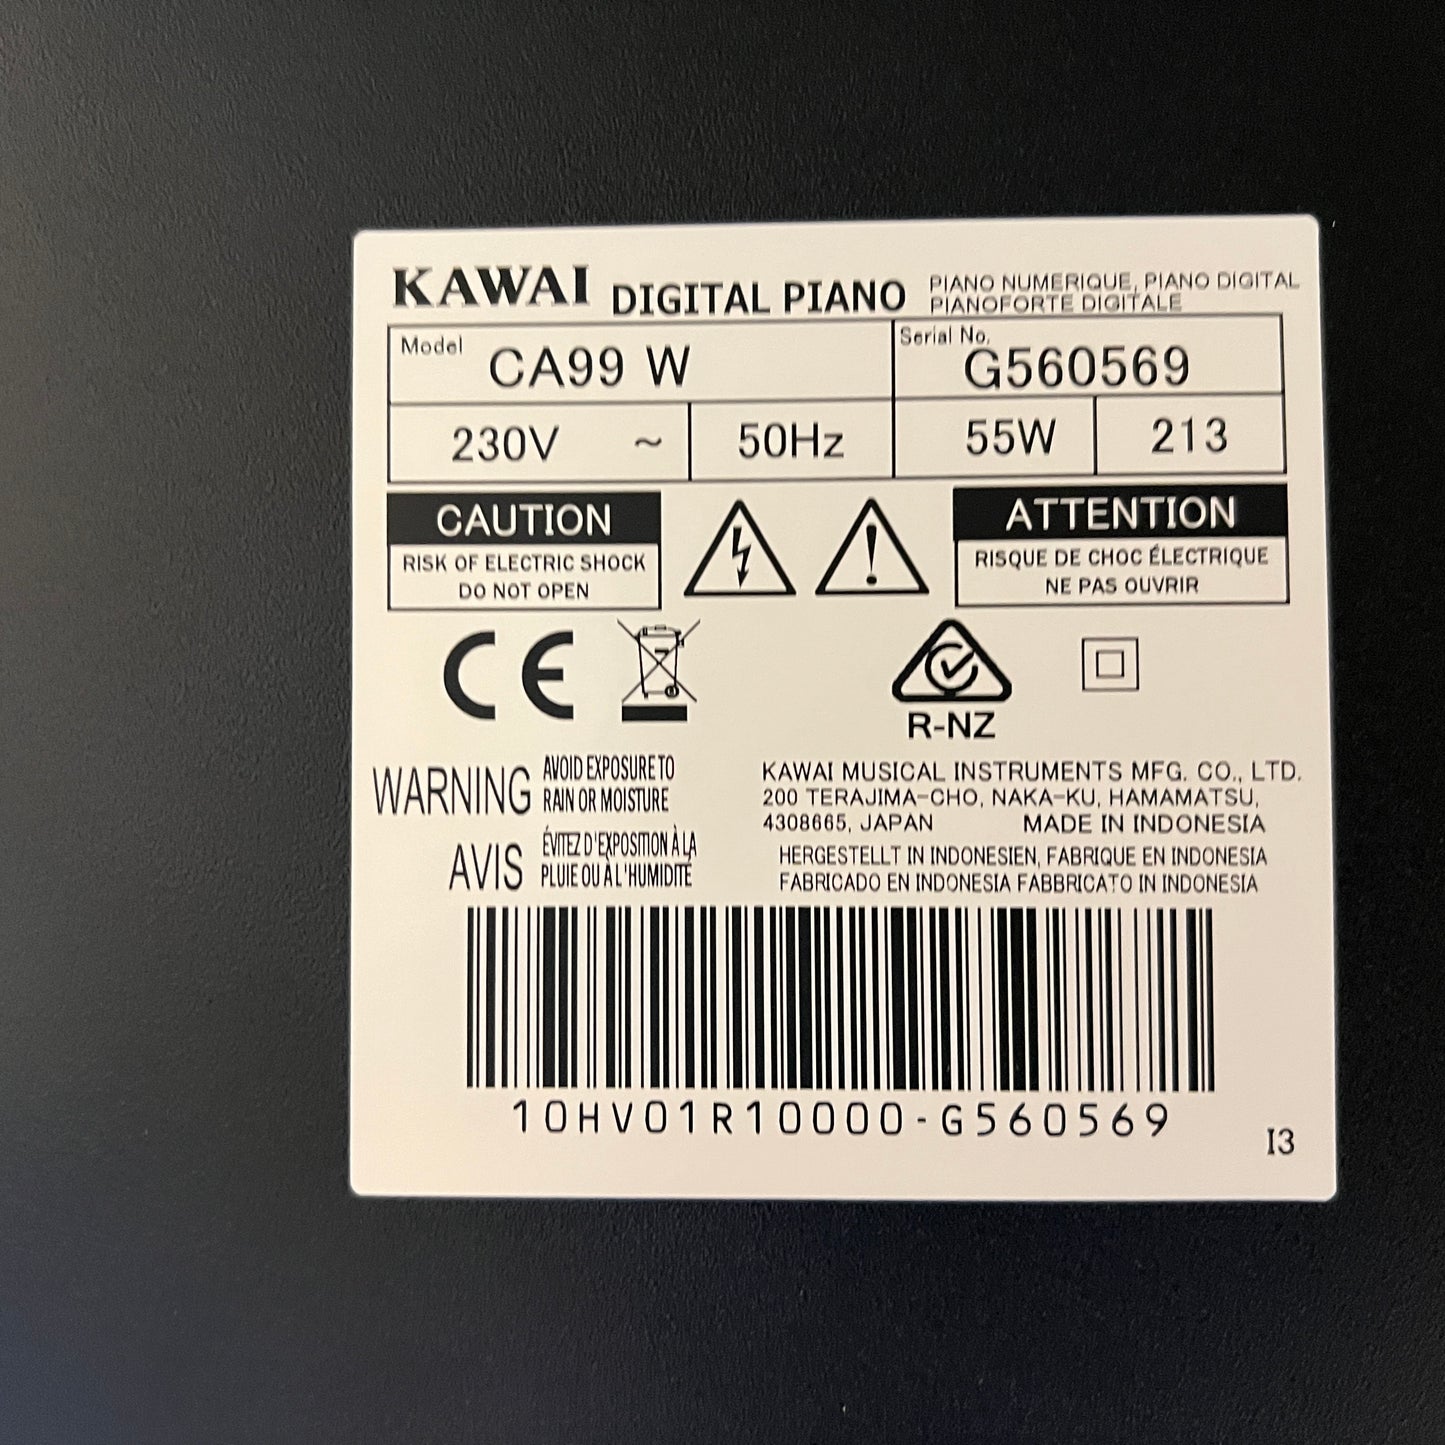 KAWAI DIGITAL PIANO PIANO NUMERIQUE, PIANO DIGITAL
PIANOFORTE DIGITALE
Model CA99 W Serial No. G560569
230V ~ 50Hz 55W 213
CAUTION
RISK OF ELECTRIC SHOCK
DO NOT OPEN
ATTENTION
RISQUE DE CHOC ÉLECTRIQUE
NE PAS OUVRIR
CE
R-NZ
WARNING AVOID EXPOSURE TO
RAIN OR MOISTURE
AVIS ÉVITEZ D'EXPOSITION À LA
PLUIE OU À L'HUMIDITÉ
KAWAI MUSICAL INSTRUMENTS MFG. CO., LTD.
200 TERAJIMA-CHO, NAKA-KU, HAMAMATSU,
4308665, JAPAN MADE IN INDONESIA
HERGESTELLT IN INDONESIEN, FABRIQUE EN INDONESIA
FABRICADO EN INDONESIA FABBRICATO IN INDONESIA
10HV01R10000-G560569
I3